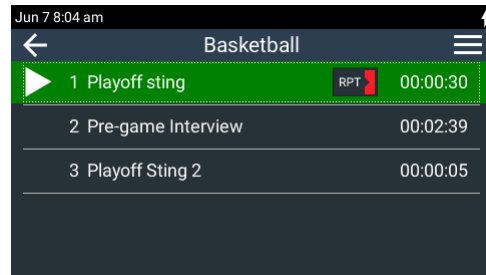 Jun 7 8:04 am
Basketball
1 Playoff sting RPT 00:00:30
2 Pre-game Interview 00:02:39
3 Playoff Sting 2 00:00:05